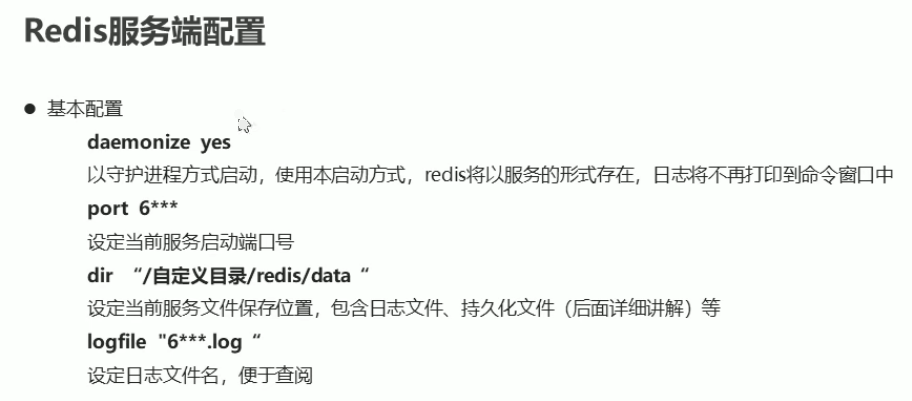 Redis服务端配置
● 基本配置
daemonize yes
以守护进程方式启动，使用本启动方式，redis将以服务的形式存在，日志将不再打印到命令窗口中
port 6***
设定当前服务启动端口号
dir “/自定义目录/redis/data “
设定当前服务文件保存位置，包含日志文件、持久化文件（后面详细讲解）等
logfile "6***.log “
设定日志文件名，便于查阅